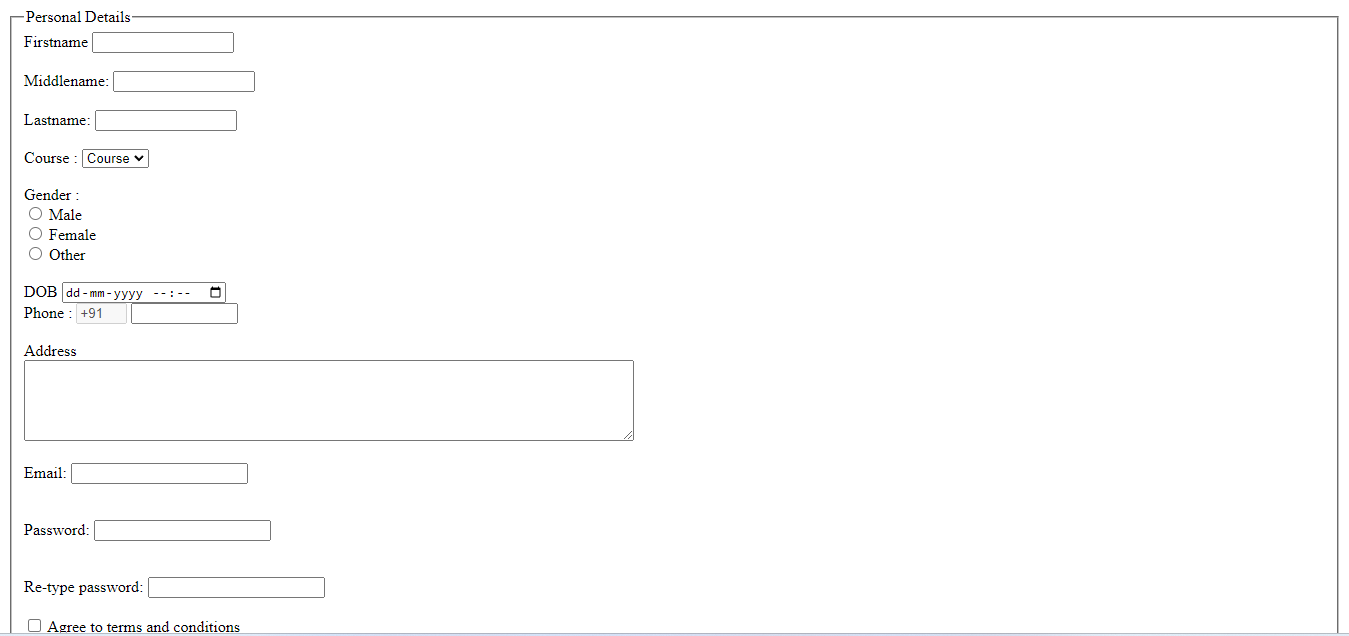 Personal Details
Firstname
Middlename:
Lastname:
Course : Course
Gender :
Male
Female
Other
DOB dd-mm-yyyy --:--
Phone : +91
Address
Email:
Password:
Re-type password:
Agree to terms and conditions